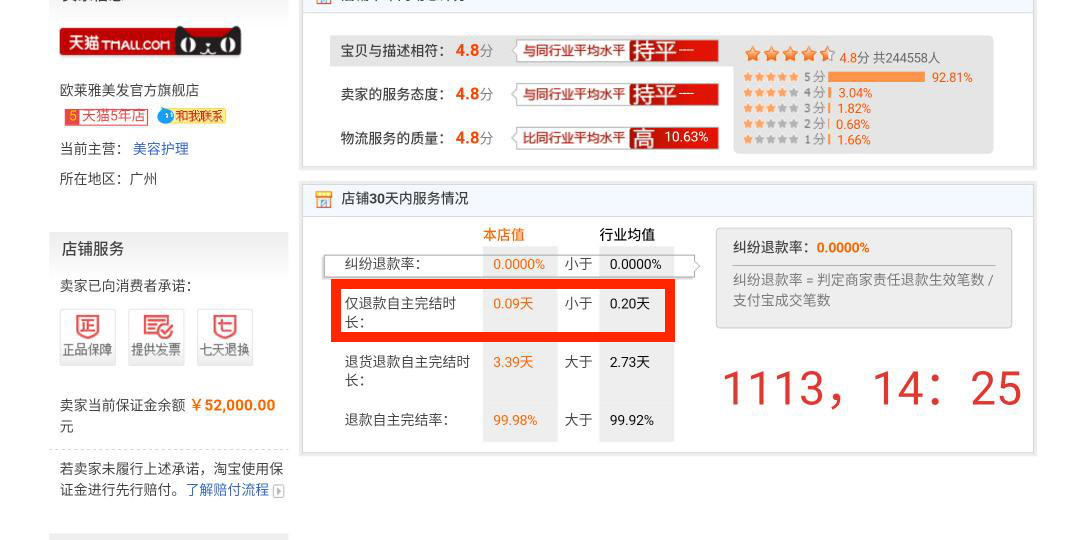 天猫 TMALL.COM
欧莱雅美发官方旗舰店
5 天猫5年店 和我联系
当前主营： 美容护理
所在地区：广州
店铺服务
卖家已向消费者承诺：
正 七
正品保障 提供发票 七天退换
卖家当前保证金余额 ￥52,000.00
元
若卖家未履行上述承诺，淘宝使用保
证金进行先行赔付。了解赔付流程
宝贝与描述相符： 4.8分 与同行业平均水平 持平 ----
卖家的服务态度： 4.8分 与同行业平均水平 持平 ----
物流服务的质量： 4.8分 比同行业平均水平 高 10.63%
4.8分 共244558人
5 分 92.81%
4 分 3.04%
3 分 1.82%
2 分 0.68%
1 分 1.66%
店铺30天内服务情况
本店值 行业均值
纠纷退款率： 0.0000% 小于 0.0000%
仅退款自主完结时 0.09天 小于 0.20天
长：
退货退款自主完结时 3.39天 大于 2.73天
长：
退款自主完结率： 99.98% 大于 99.92%
纠纷退款率：0.0000%
纠纷退款率 = 判定商家责任退款生效笔数 /
支付宝成交笔数
1113，14：25